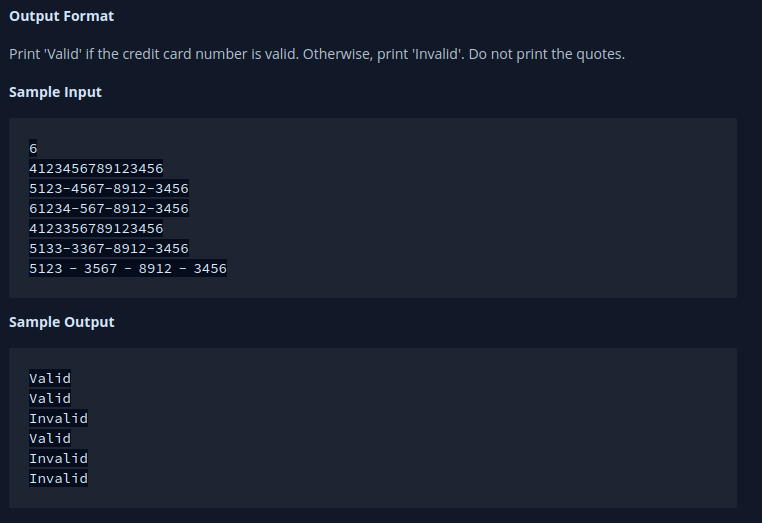 Output Format
Print 'Valid' if the credit card number is valid. Otherwise, print 'Invalid'. Do not print the quotes.
Sample Input
6
4123456789123456
5123-4567-8912-3456
61234-567-8912-3456
4123356789123456
5133-3367-8912-3456
5123 - 3567 - 8912 - 3456
Sample Output
Valid
Valid
Invalid
Valid
Invalid
Invalid